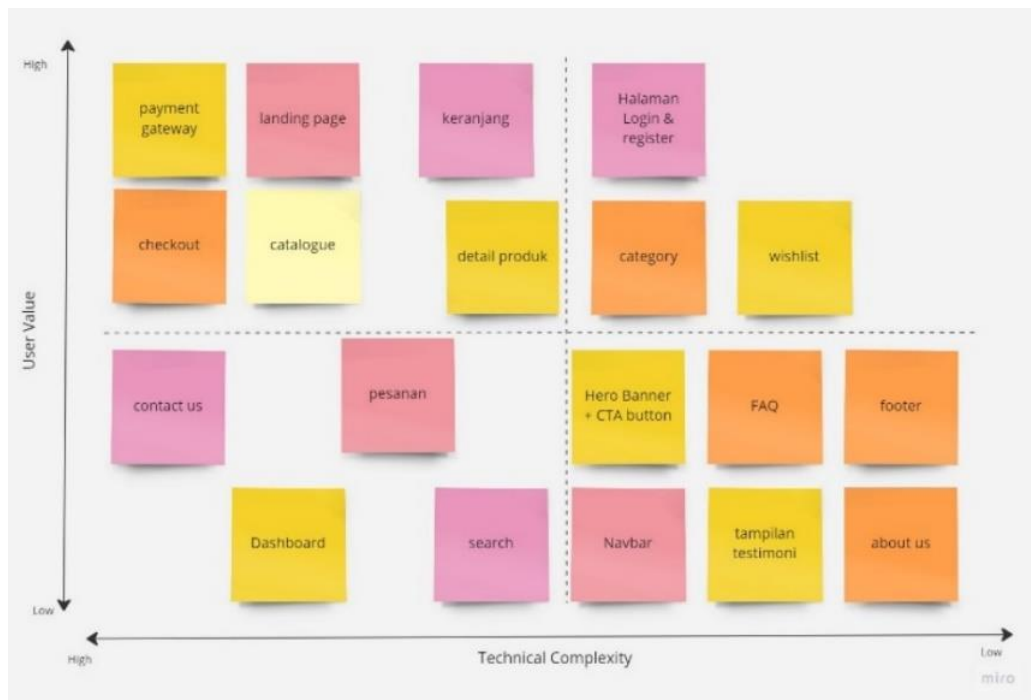 High
payment
gateway
landing page
keranjang
Halaman
Login &
register
checkout
catalogue
detail produk
category
wishlist
User Value
contact us
pesanan
Hero Banner
+ CTA button
FAQ
footer
Dashboard
search
Navbar
tampilan
testimoni
about us
Low
High
Technical Complexity
Low
miro